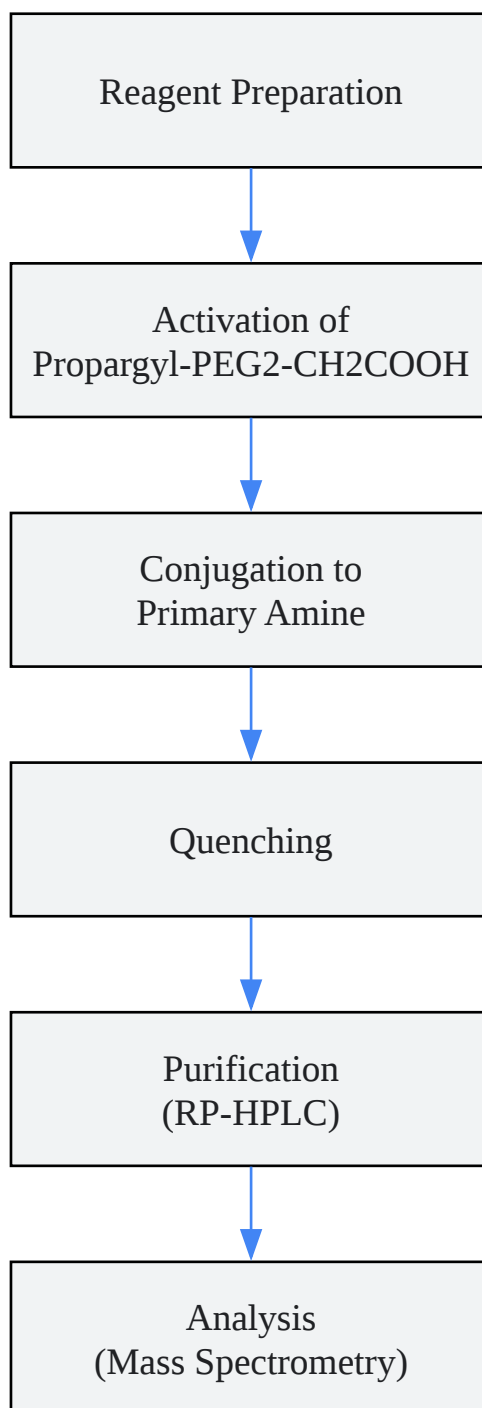 Reagent Preparation
Activation of
Propargyl-PEG2-CH2COOH
Conjugation to
Primary Amine
Quenching
Purification
(RP-HPLC)
Analysis
(Mass Spectrometry)